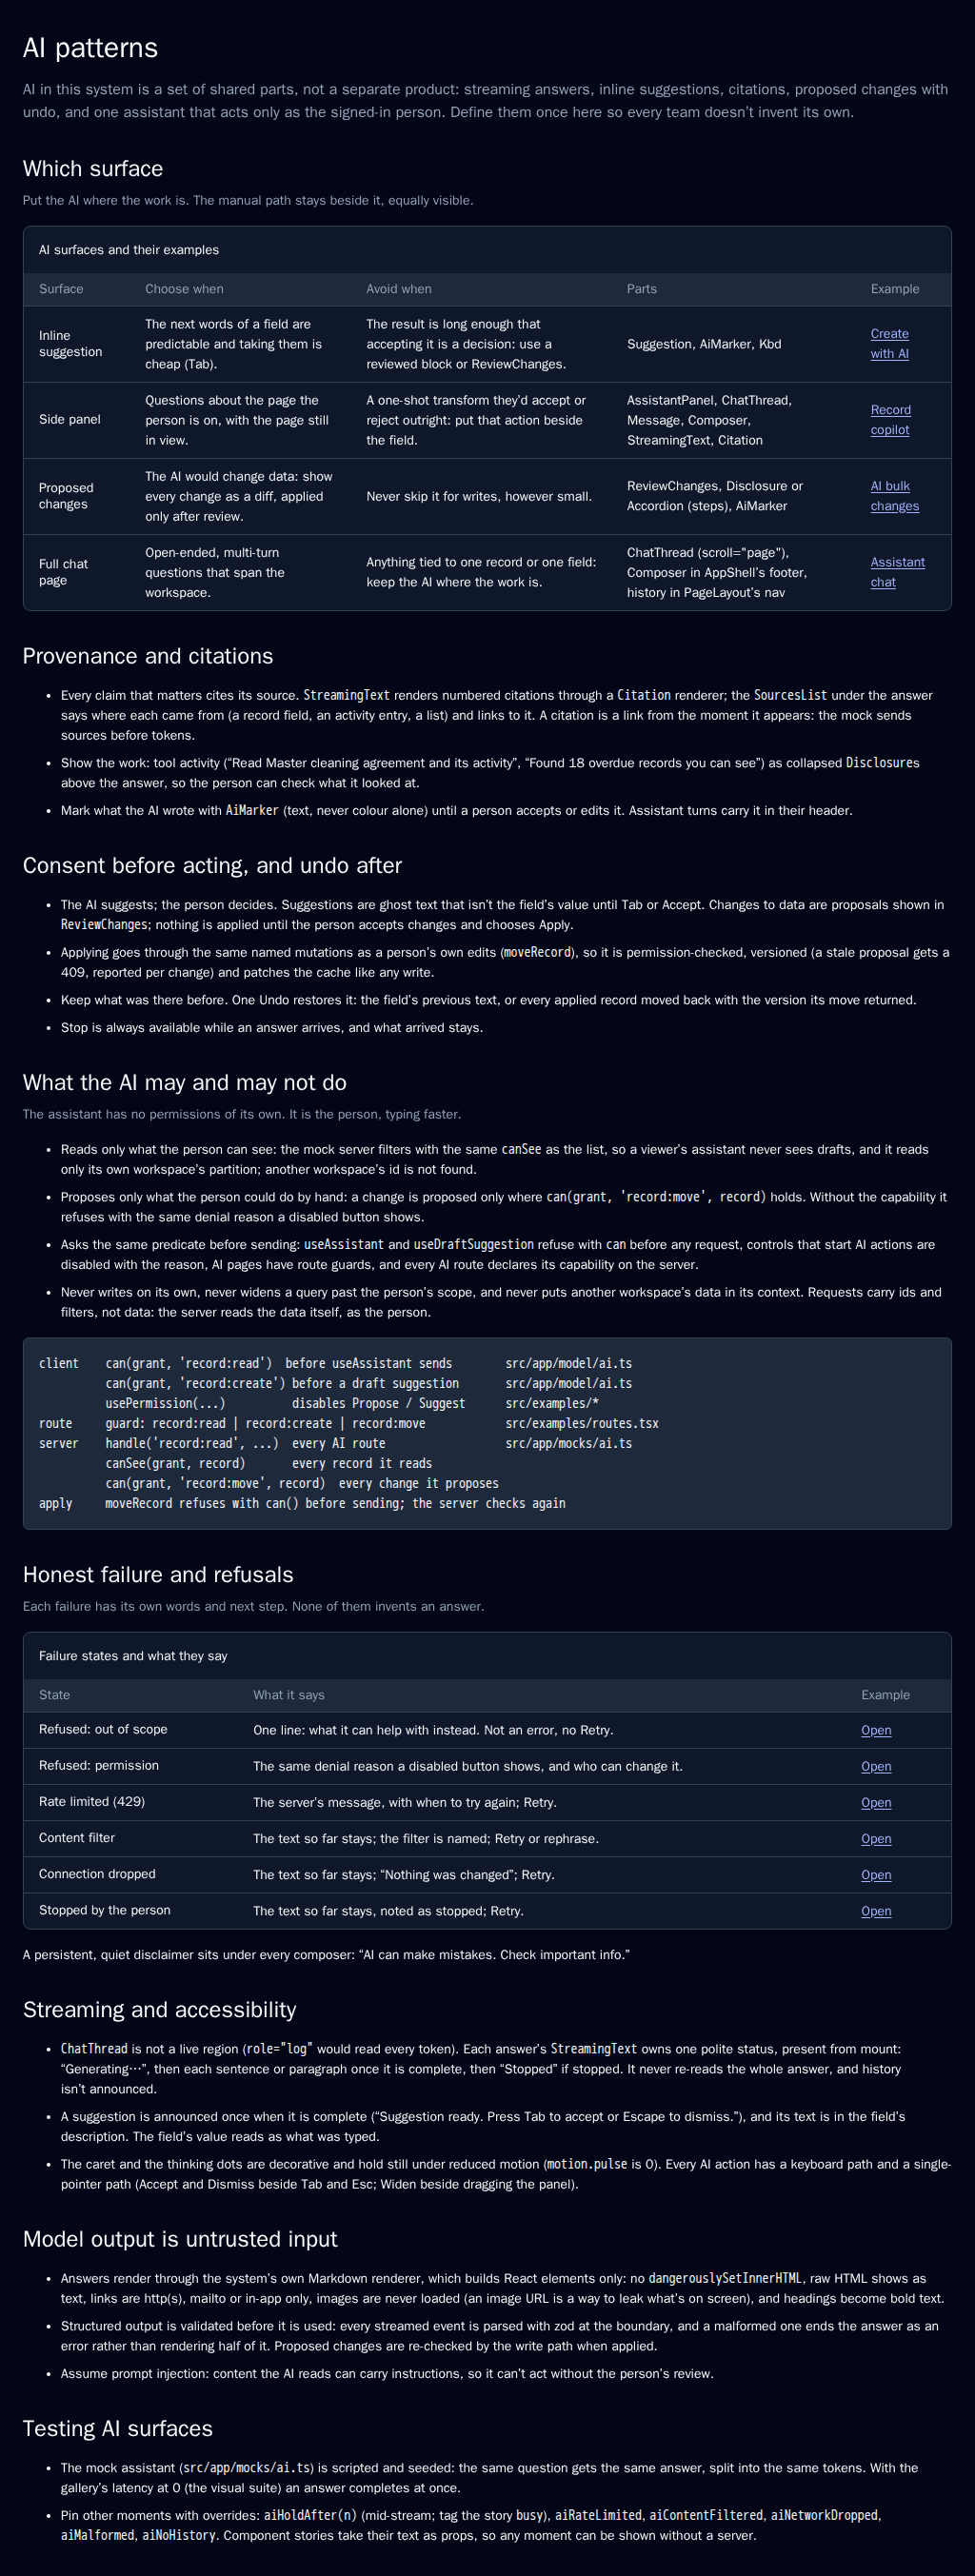 AI patterns
AI in this system is a set of shared parts, not a separate product: streaming answers, inline suggestions, citations, proposed changes with
undo, and one assistant that acts only as the signed-in person. Define them once here so every team doesn't invent its own.
Which surface
Put the AI where the work is. The manual path stays beside it, equally visible.
AI surfaces and their examples
Surface Choose when Avoid when Parts Example
Inline
suggestion
The next words of a field are
predictable and taking them is
cheap (Tab).
The result is long enough that
accepting it is a decision: use a
reviewed block or ReviewChanges.
Suggestion, AiMarker, Kbd
Create
with AI
Side panel
Questions about the page the
person is on, with the page still
in view.
A one-shot transform they'd accept or
reject outright: put that action beside
the field.
AssistantPanel, ChatThread,
Message, Composer,
StreamingText, Citation
Record
copilot
Proposed
changes
The AI would change data: show
every change as a diff, applied
only after review.
Never skip it for writes, however small.
ReviewChanges, Disclosure or
Accordion (steps), AiMarker
AI bulk
changes
Full chat
page
Open-ended, multi-turn
questions that span the
workspace.
Anything tied to one record or one field:
keep the AI where the work is.
ChatThread (scroll="page"),
Composer in AppShell's footer,
history in PageLayout's nav
Assistant
chat
Provenance and citations
• Every claim that matters cites its source. StreamingText renders numbered citations through a Citation renderer; the SourcesList under the answer
says where each came from (a record field, an activity entry, a list) and links to it. A citation is a link from the moment it appears: the mock sends
sources before tokens.
• Show the work: tool activity (“Read Master cleaning agreement and its activity”, “Found 18 overdue records you can see”) as collapsed Disclosures
above the answer, so the person can check what it looked at.
• Mark what the AI wrote with AiMarker (text, never colour alone) until a person accepts or edits it. Assistant turns carry it in their header.
Consent before acting, and undo after
• The AI suggests; the person decides. Suggestions are ghost text that isn't the field's value until Tab or Accept. Changes to data are proposals shown in
ReviewChanges; nothing is applied until the person accepts changes and chooses Apply.
• Applying goes through the same named mutations as a person's own edits (moveRecord), so it is permission-checked, versioned (a stale proposal gets a
409, reported per change) and patches the cache like any write.
• Keep what was there before. One Undo restores it: the field's previous text, or every applied record moved back with the version its move returned.
• Stop is always available while an answer arrives, and what arrived stays.
What the AI may and may not do
The assistant has no permissions of its own. It is the person, typing faster.
• Reads only what the person can see: the mock server filters with the same canSee as the list, so a viewer's assistant never sees drafts, and it reads
only its own workspace's partition; another workspace's id is not found.
• Proposes only what the person could do by hand: a change is proposed only where can(grant, 'record:move', record) holds. Without the capability it
refuses with the same denial reason a disabled button shows.
• Asks the same predicate before sending: useAssistant and useDraftSuggestion refuse with can before any request, controls that start AI actions are
disabled with the reason, AI pages have route guards, and every AI route declares its capability on the server.
• Never writes on its own, never widens a query past the person's scope, and never puts another workspace's data in its context. Requests carry ids and
filters, not data: the server reads the data itself, as the person.
client can(grant, 'record:read') before useAssistant sends src/app/model/ai.ts
can(grant, 'record:create') before a draft suggestion src/app/model/ai.ts
usePermission(...) disables Propose / Suggest src/examples/*
route guard: record:read | record:create | record:move src/examples/routes.tsx
server handle('record:read', ...) every AI route src/app/mocks/ai.ts
canSee(grant, record) every record it reads
can(grant, 'record:move', record) every change it proposes
apply moveRecord refuses with can() before sending; the server checks again
Honest failure and refusals
Each failure has its own words and next step. None of them invents an answer.
Failure states and what they say
State What it says Example
Refused: out of scope One line: what it can help with instead. Not an error, no Retry. Open
Refused: permission The same denial reason a disabled button shows, and who can change it. Open
Rate limited (429) The server's message, with when to try again; Retry. Open
Content filter The text so far stays; the filter is named; Retry or rephrase. Open
Connection dropped The text so far stays; “Nothing was changed”; Retry. Open
Stopped by the person The text so far stays, noted as stopped; Retry. Open
A persistent, quiet disclaimer sits under every composer: “AI can make mistakes. Check important info.”
Streaming and accessibility
• ChatThread is not a live region (role="log" would read every token). Each answer's StreamingText owns one polite status, present from mount:
“Generating…”, then each sentence or paragraph once it is complete, then “Stopped” if stopped. It never re-reads the whole answer, and history
isn't announced.
• A suggestion is announced once when it is complete (“Suggestion ready. Press Tab to accept or Escape to dismiss.”), and its text is in the field's
description. The field's value reads as what was typed.
• The caret and the thinking dots are decorative and hold still under reduced motion (motion.pulse is 0). Every AI action has a keyboard path and a single-
pointer path (Accept and Dismiss beside Tab and Esc; Widen beside dragging the panel).
Model output is untrusted input
• Answers render through the system's own Markdown renderer, which builds React elements only: no dangerouslySetInnerHTML, raw HTML shows as
text, links are http(s), mailto or in-app only, images are never loaded (an image URL is a way to leak what's on screen), and headings become bold text.
• Structured output is validated before it is used: every streamed event is parsed with zod at the boundary, and a malformed one ends the answer as an
error rather than rendering half of it. Proposed changes are re-checked by the write path when applied.
• Assume prompt injection: content the AI reads can carry instructions, so it can't act without the person's review.
Testing AI surfaces
• The mock assistant (src/app/mocks/ai.ts) is scripted and seeded: the same question gets the same answer, split into the same tokens. With the
gallery's latency at 0 (the visual suite) an answer completes at once.
• Pin other moments with overrides: aiHoldAfter(n) (mid-stream; tag the story busy), aiRateLimited, aiContentFiltered, aiNetworkDropped,
aiMalformed, aiNoHistory. Component stories take their text as props, so any moment can be shown without a server.